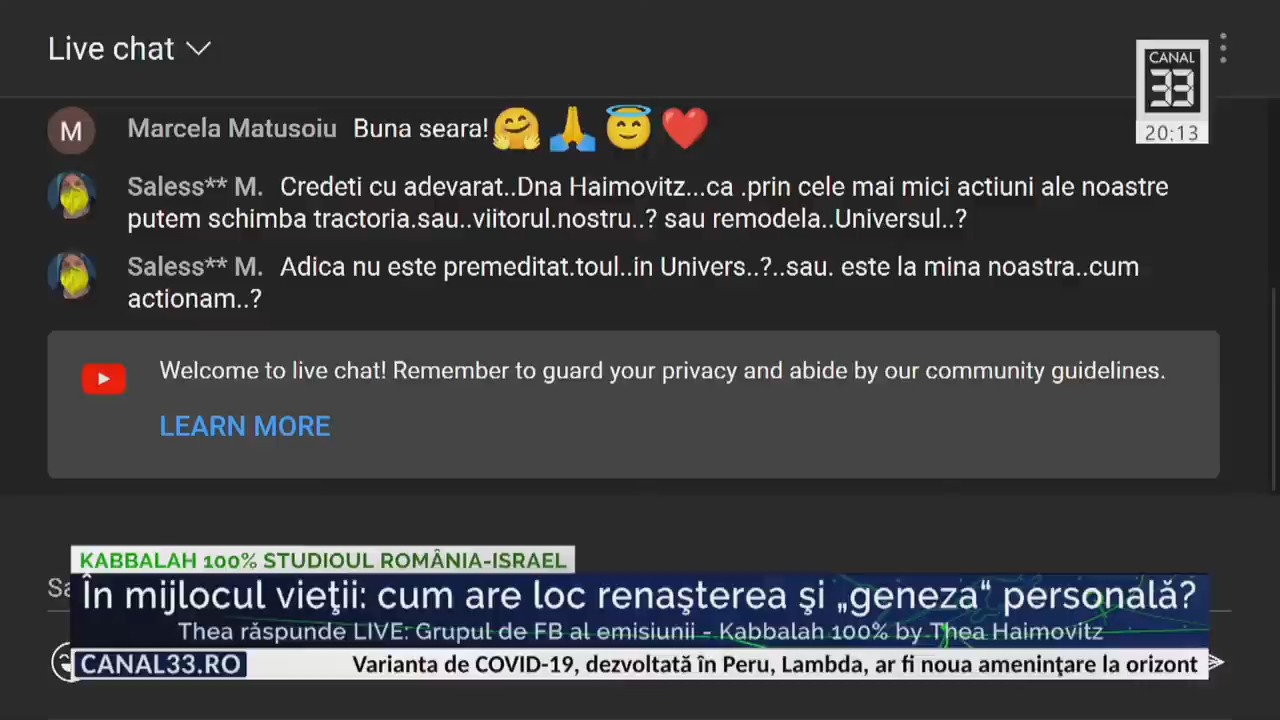 Live chat
CANAL
33
20:13
M
Marcela Matusoiu Buna seara!🤗🙏😇❤️
Saless** M. Credeti cu adevarat..Dna Haimovitz...ca .prin cele mai mici actiuni ale noastre
putem schimba tractoria.sau..viitorul.nostru..? sau remodela..Universul..?
Saless** M. Adica nu este premeditat.toul..in Univers..?..sau. este la mina noastra..cum
actionam..?
Welcome to live chat! Remember to guard your privacy and abide by our community guidelines.
LEARN MORE
KABBALAH 100% STUDIOUL ROMÂNIA-ISRAEL
Sa
În mijlocul vieţii: cum are loc renaşterea şi „geneza“ personală?
Thea răspunde LIVE: Grupul de FB al emisiunii - Kabbalah 100% by Thea Haimovitz
CANAL33.RO
Varianta de COVID-19, dezvoltată în Peru, Lambda, ar fi noua ameninţare la orizont